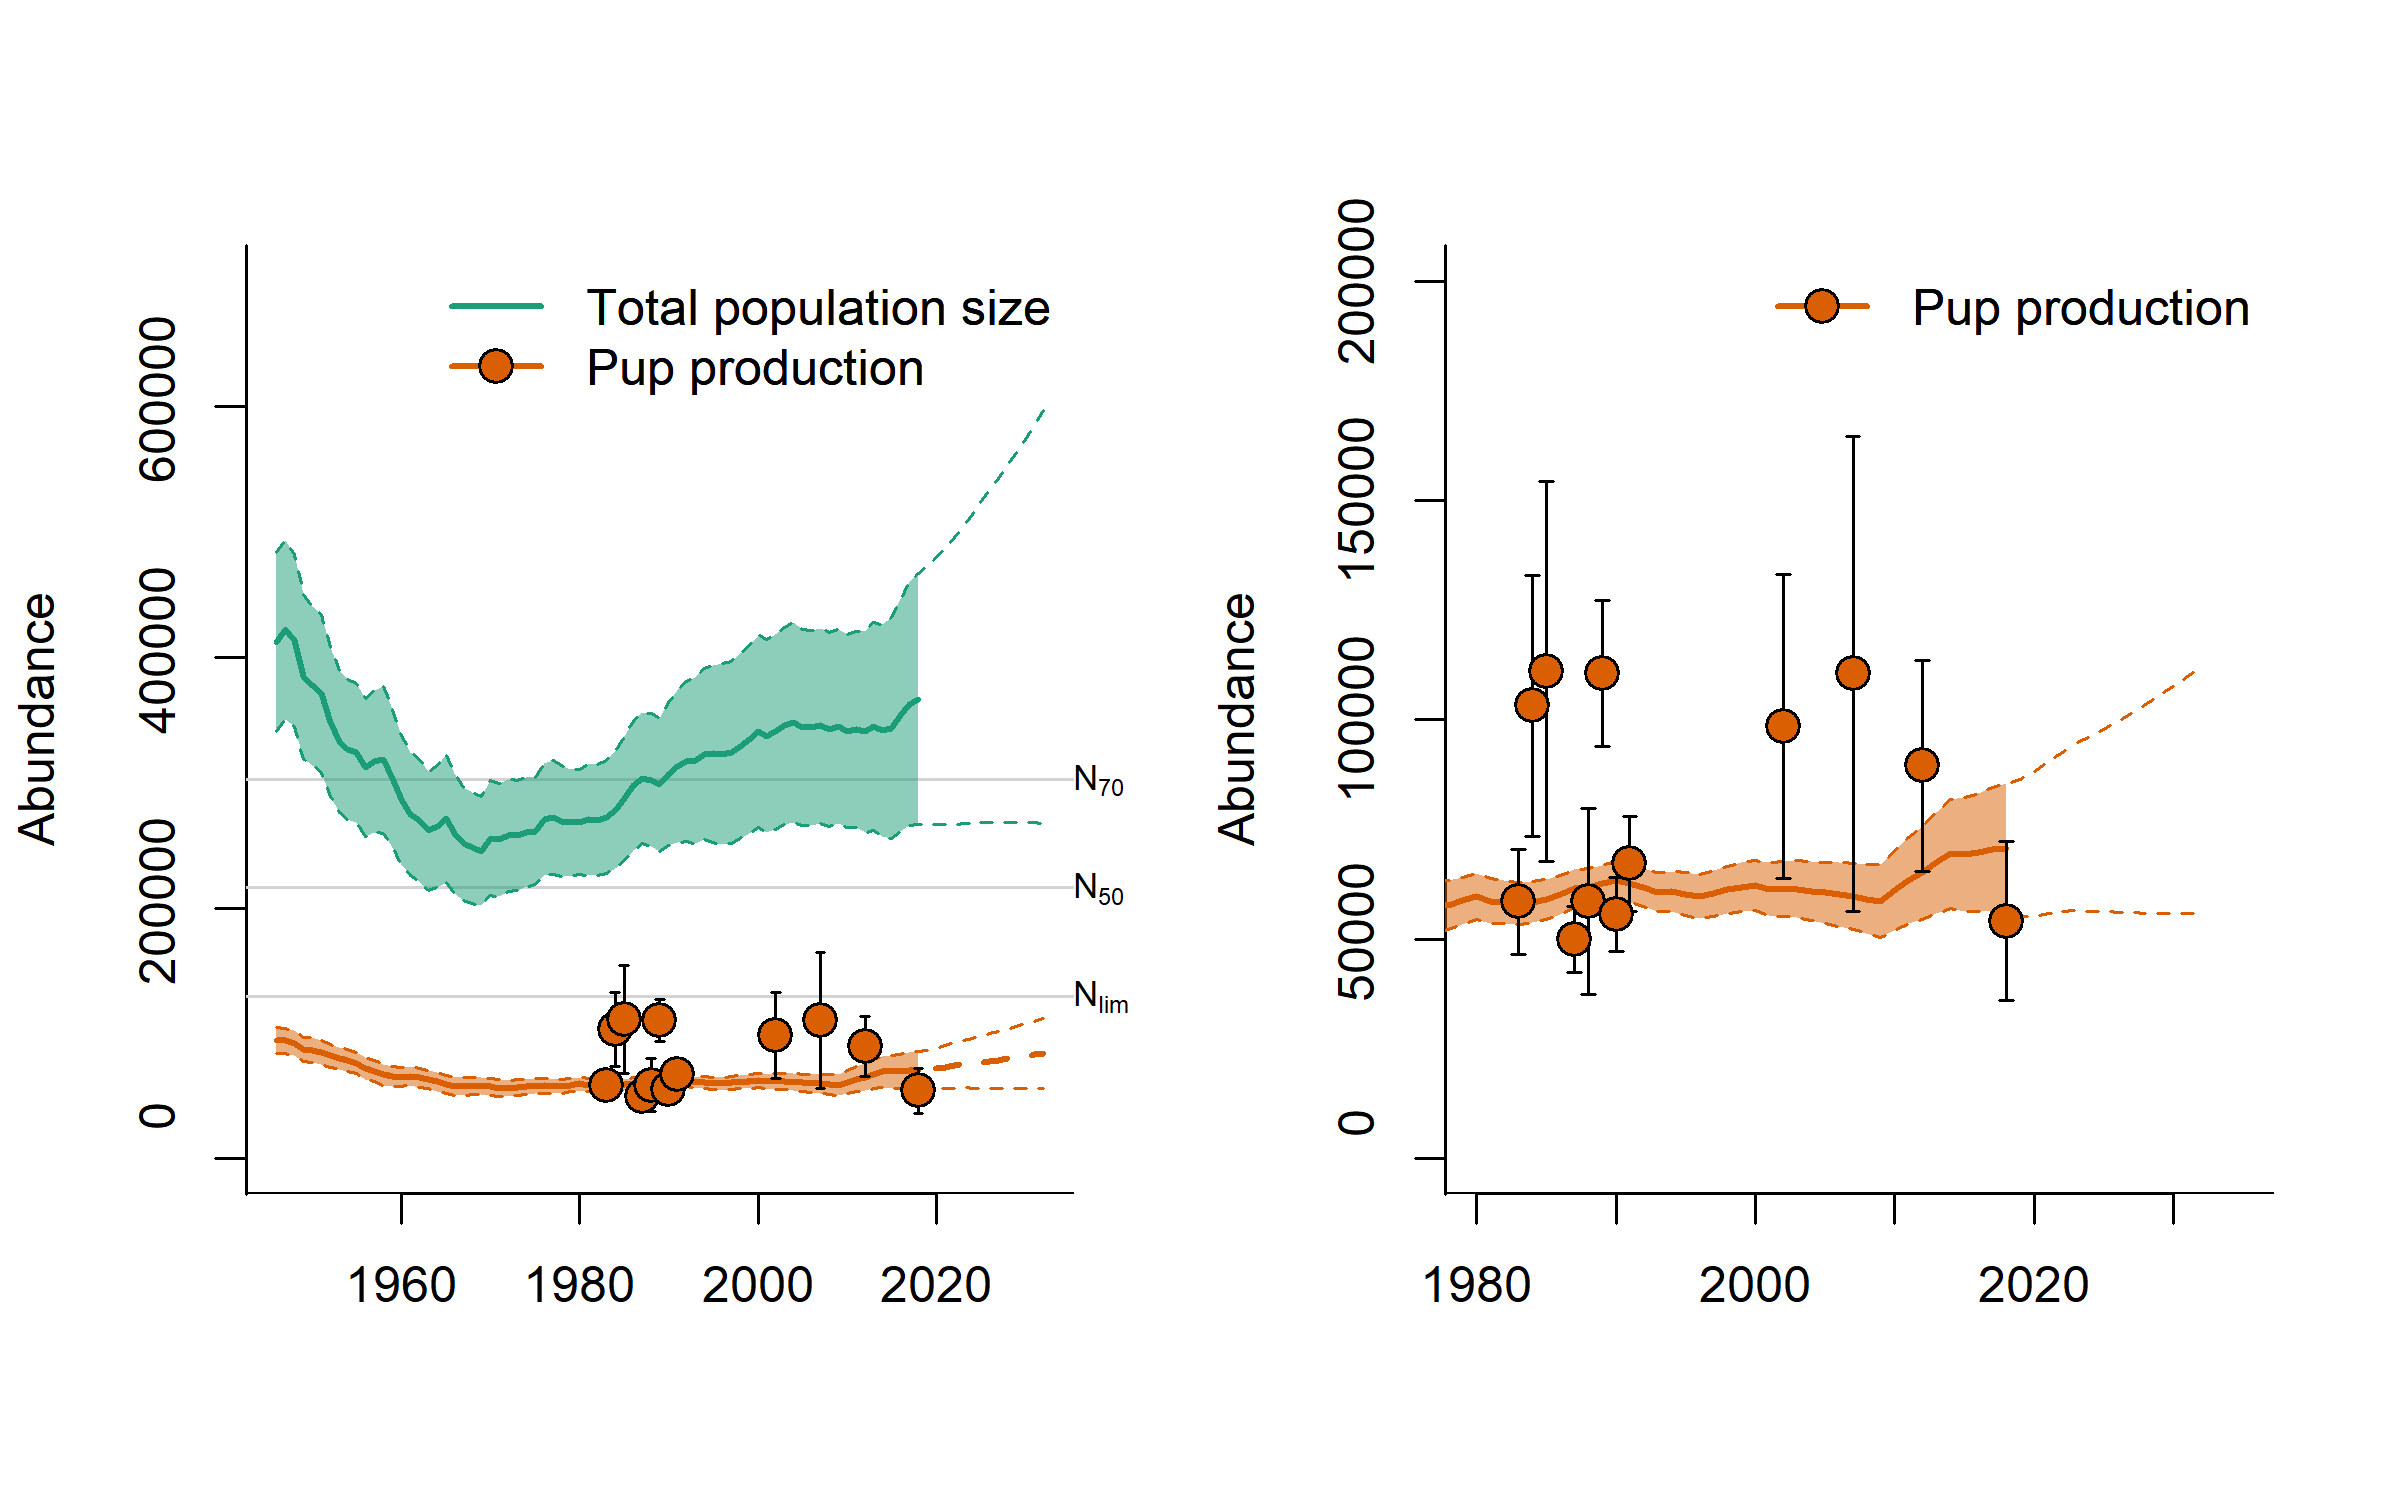 Total population size
Pup production
Abundance
600000
400000
200000
0
N70
N50
Nlim
1960 1980 2000 2020
Pup production
Abundance
200000
150000
100000
50000
0
1980 2000 2020